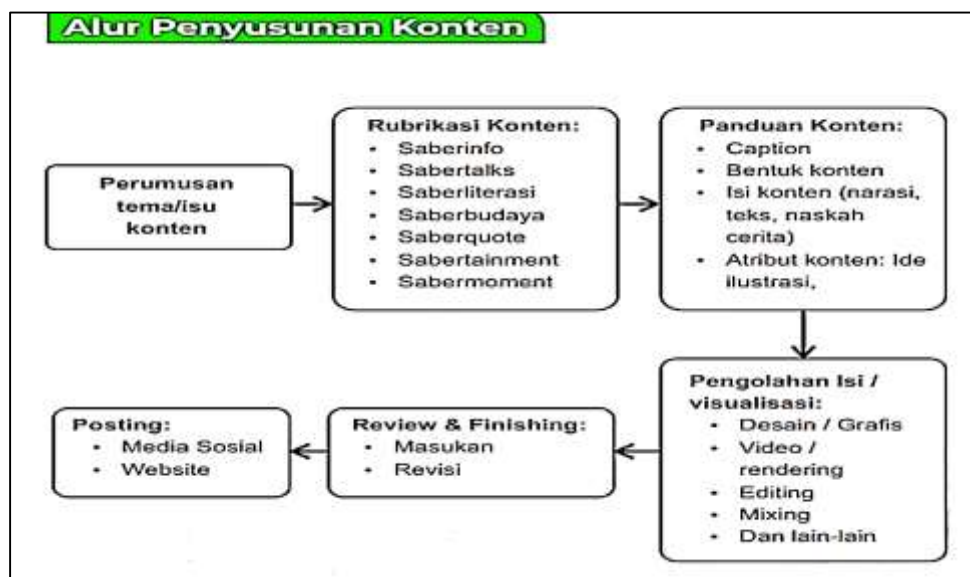 Alur Penyusunan Konten
Perumusan
tema/isu
konten
Rubrikasi Konten:
• Saberinfo
• Sabertalks
• Saberliterasi
• Saberbudaya
• Saberquote
• Sabertainment
• Sabermoment
Panduan Konten:
• Caption
• Bentuk konten
• Isi konten (narasi,
teks, naskah
cerita)
• Atribut konten: Ide
ilustrasi,
Pengolahan Isi /
visualisasi:
• Desain / Grafis
• Video /
rendering
• Editing
• Mixing
• Dan lain-lain
Review & Finishing:
• Masukan
• Revisi
Posting:
• Media Sosial
• Website